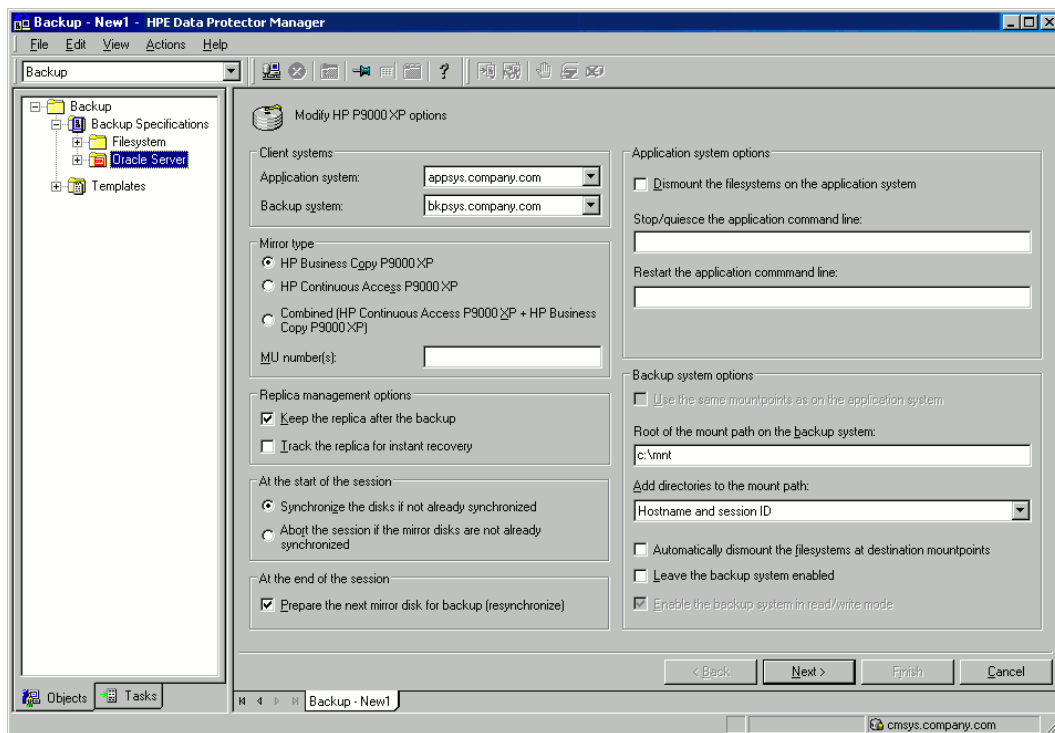 Backup - New1 - HPE Data Protector Manager
File Edit View Actions Help
Backup
Backup
Backup Specifications
Filesystem
Oracle Server
Templates
Objects
Tasks
Modify HP P9000 XP options
Client systems
Application system:
appsys.company.com
Backup system:
bkpsys.company.com
Mirror type
HP Business Copy P9000 XP
HP Continuous Access P9000 XP
Combined (HP Continuous Access P9000 XP + HP Business
Copy P9000 XP)
MU number(s):
Replica management options
Keep the replica after the backup
Track the replica for instant recovery
At the start of the session
Synchronize the disks if not already synchronized
Abort the session if the mirror disks are not already
synchronized
At the end of the session
Prepare the next mirror disk for backup (resynchronize)
Application system options
Dismount the filesystems on the application system
Stop/quiesce the application command line:
Restart the application commmand line:
Backup system options
Use the same mountpoints as on the application system
Root of the mount path on the backup system:
c:\mnt
Add directories to the mount path:
Hostname and session ID
Automatically dismount the filesystems at destination mountpoints
Leave the backup system enabled
Enable the backup system in read/write mode
< Back
Next >
Finish
Cancel
Backup - New1
cmsys.company.com